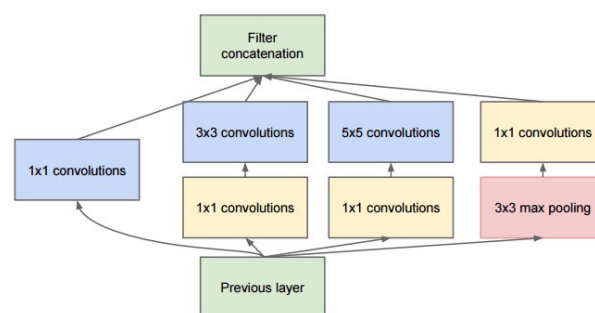 Filter
concatenation
3x3 convolutions
5x5 convolutions
1x1 convolutions
1x1 convolutions
1x1 convolutions
1x1 convolutions
3x3 max pooling
Previous layer